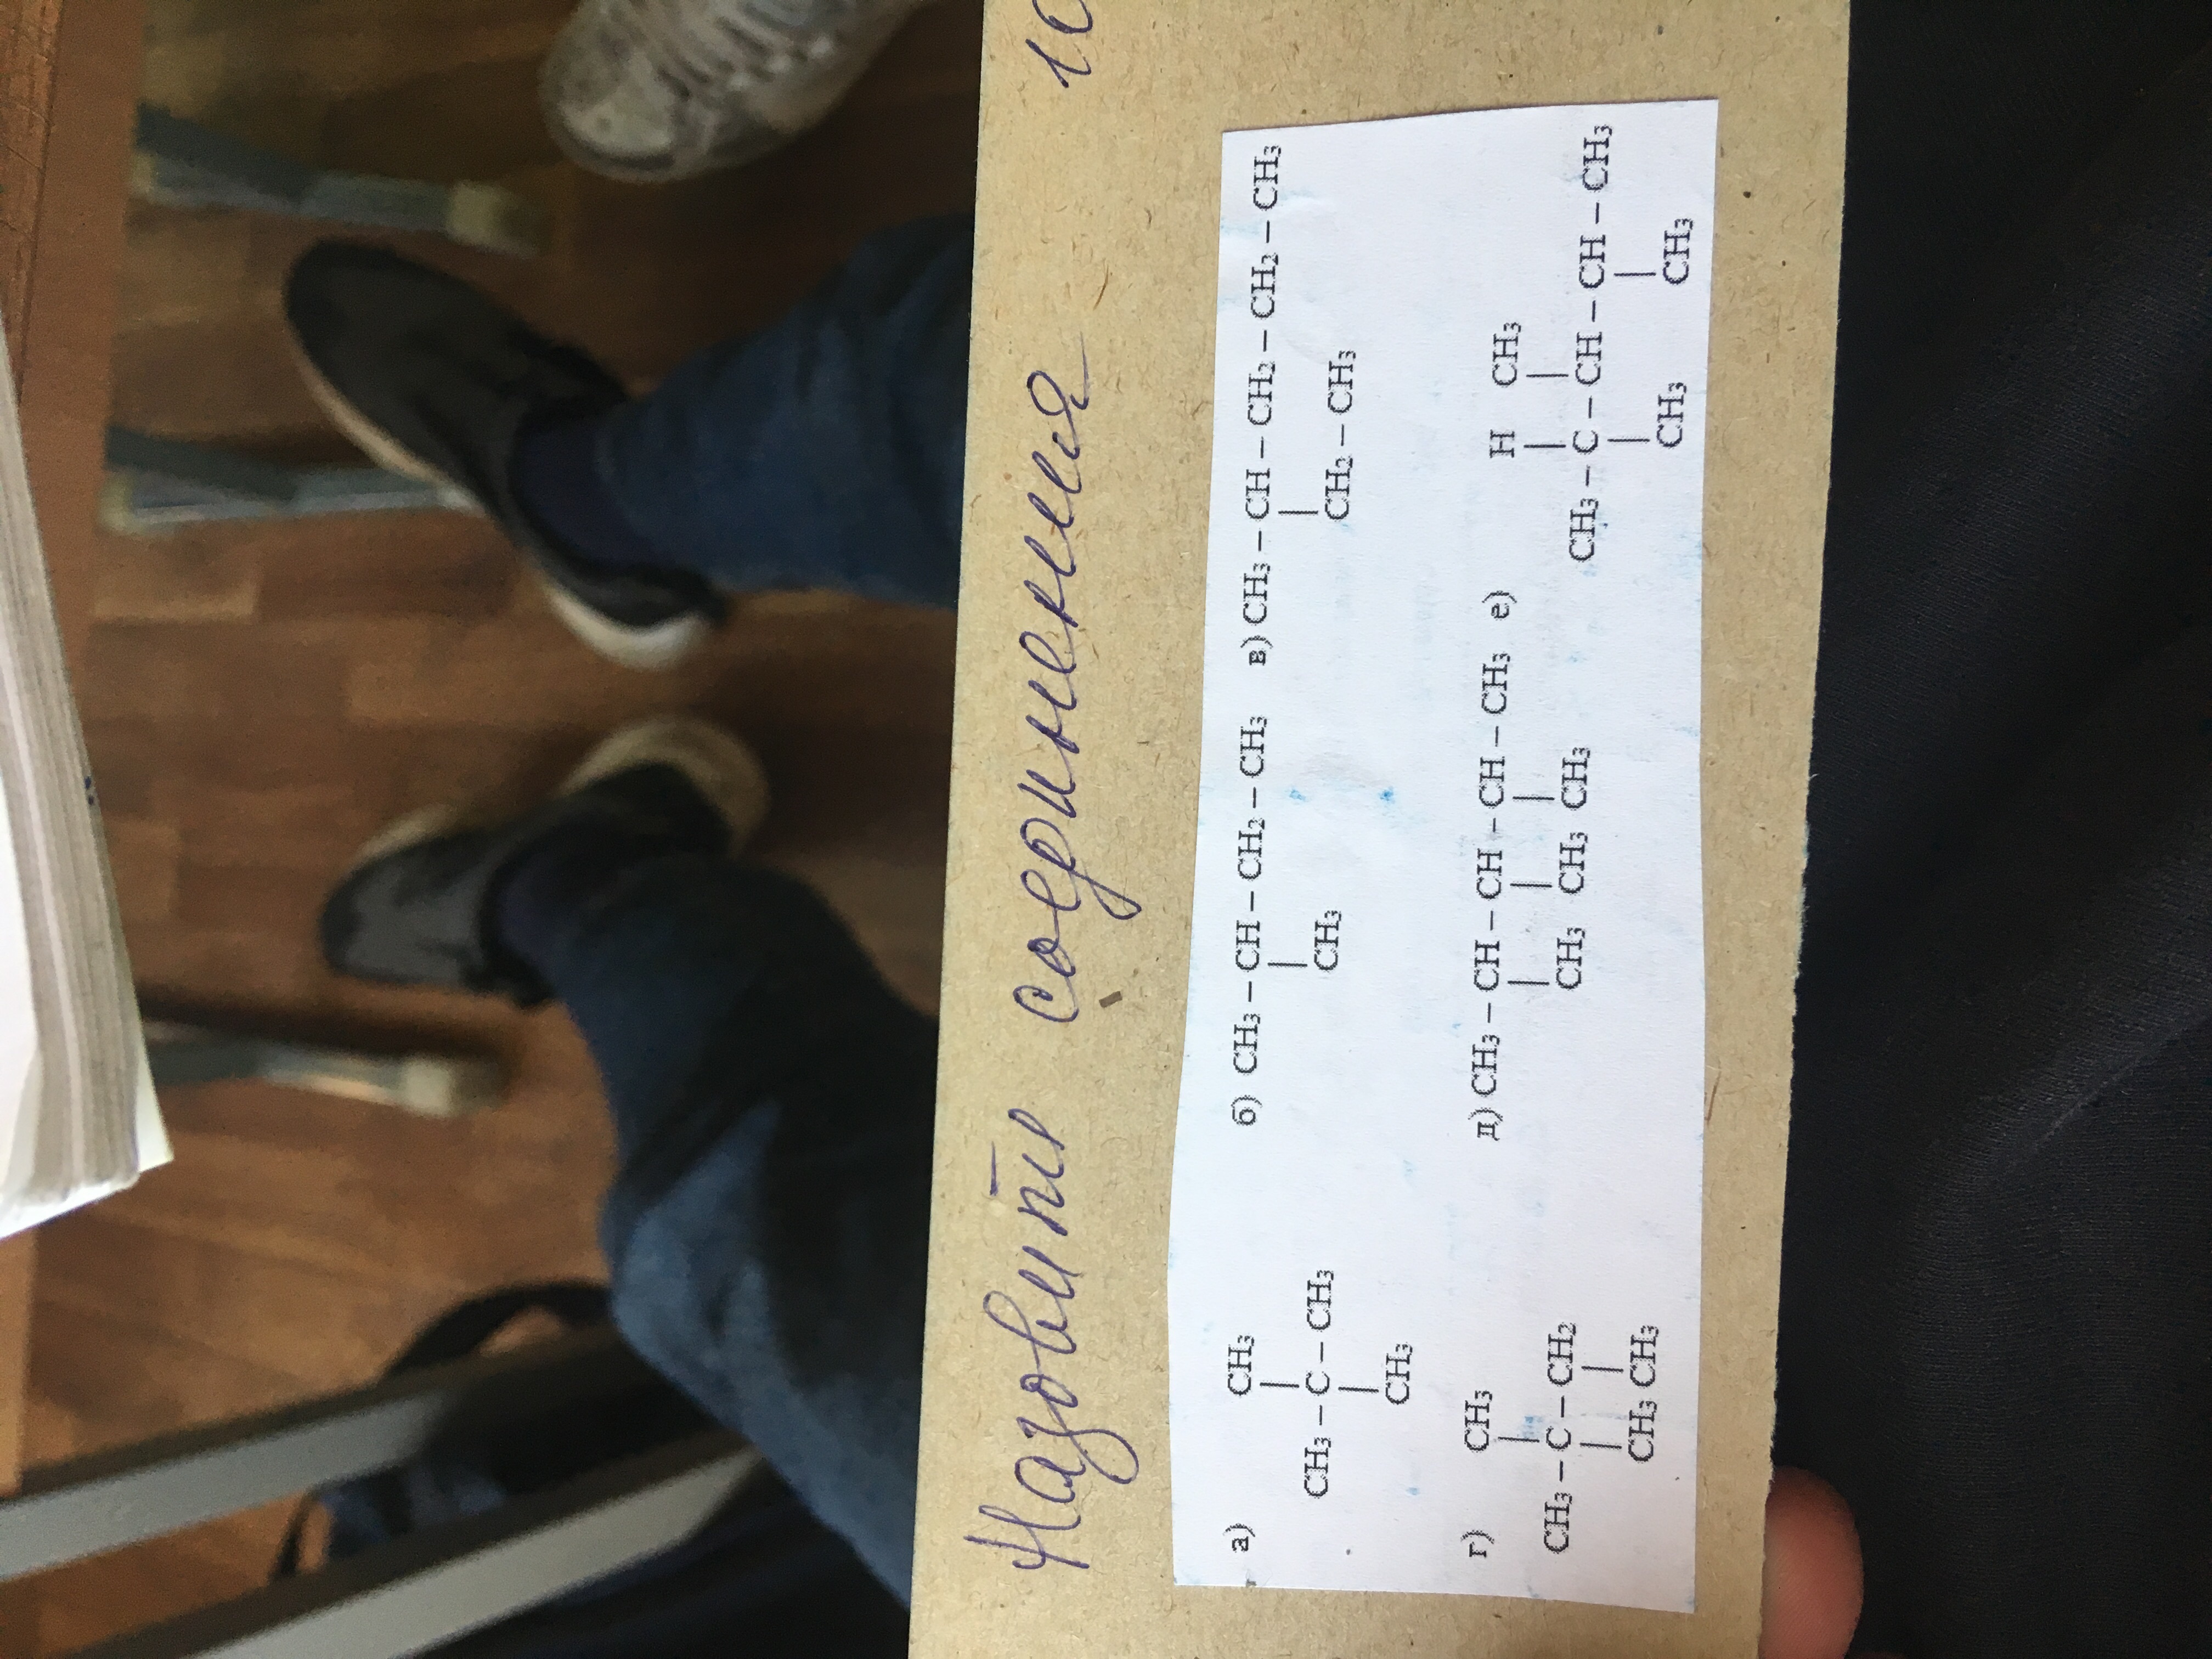 Назовите соединения
а) CH₃ б) CH₃ – CH – CH₂ – CH₃ в) CH₃ – CH – CH₂ – CH₂ – CH₃
CH₃ – C – CH₃ CH₃ CH₂ – CH₃
CH₃
г) CH₃ д) CH₃ – CH – CH – CH – CH₃ е) H CH₃
CH₃ – C – CH₂ CH₃ CH₃ CH₃ CH₃ – C – CH – CH – CH₃
CH₃ CH₃ CH₃ CH₃